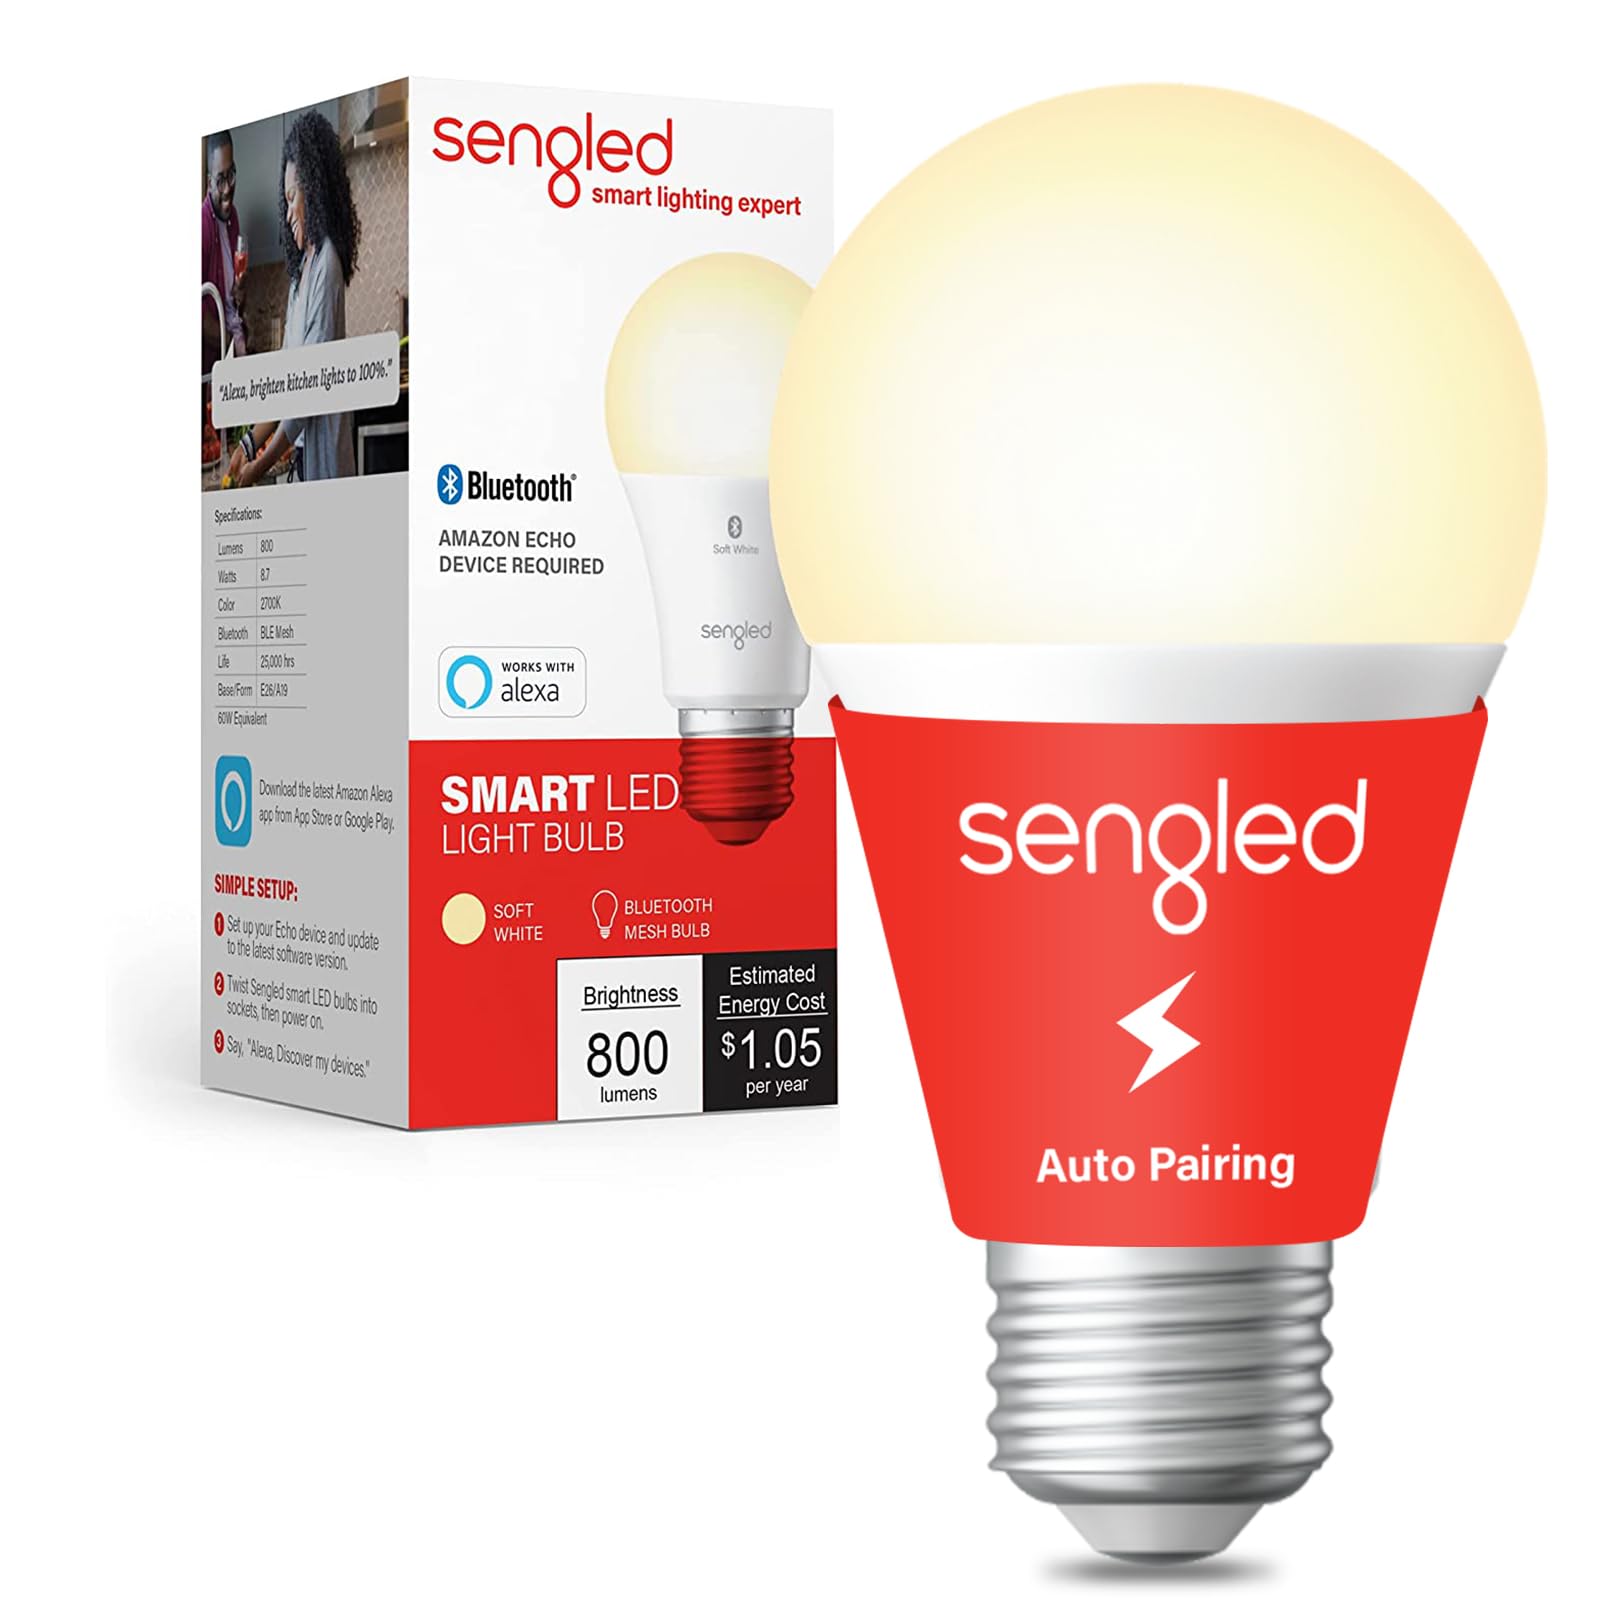 sengled
smart lighting expert
"Alexa, brighten kitchen lights to 100%."
Bluetooth®
AMAZON ECHO
DEVICE REQUIRED
Soft White
sengled
WORKS WITH
alexa
SMART LED
LIGHT BULB
SOFT
WHITE
BLUETOOTH
MESH BULB
Brightness
800
lumens
Estimated
Energy Cost
$1.05
per year
Specifications:
Lumens 800
Watts 8.7
Color 2700K
Bluetooth BLE Mesh
Life 25,000 hrs
Base/Form E26/A19
60W Equivalent
Download the latest Amazon Alexa
app from App Store or Google Play.
SIMPLE SETUP:
1 Set up your Echo device and update
to the latest software version.
2 Twist Sengled smart LED bulbs into
sockets, then power on.
3 Say, "Alexa, Discover my devices."
sengled
Auto Pairing